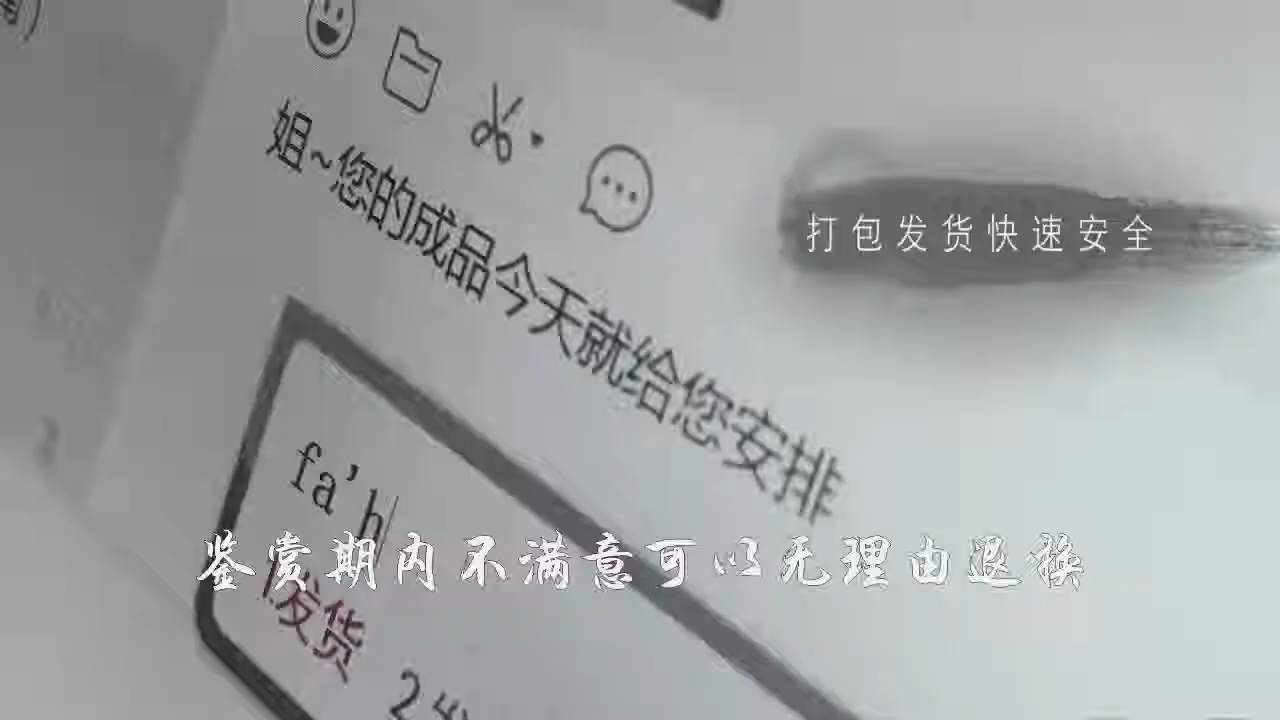 打包发货快速安全
姐~您的成品今天就给您安排
fa'h
1.发货
鉴赏期内不满意可以无理由退换